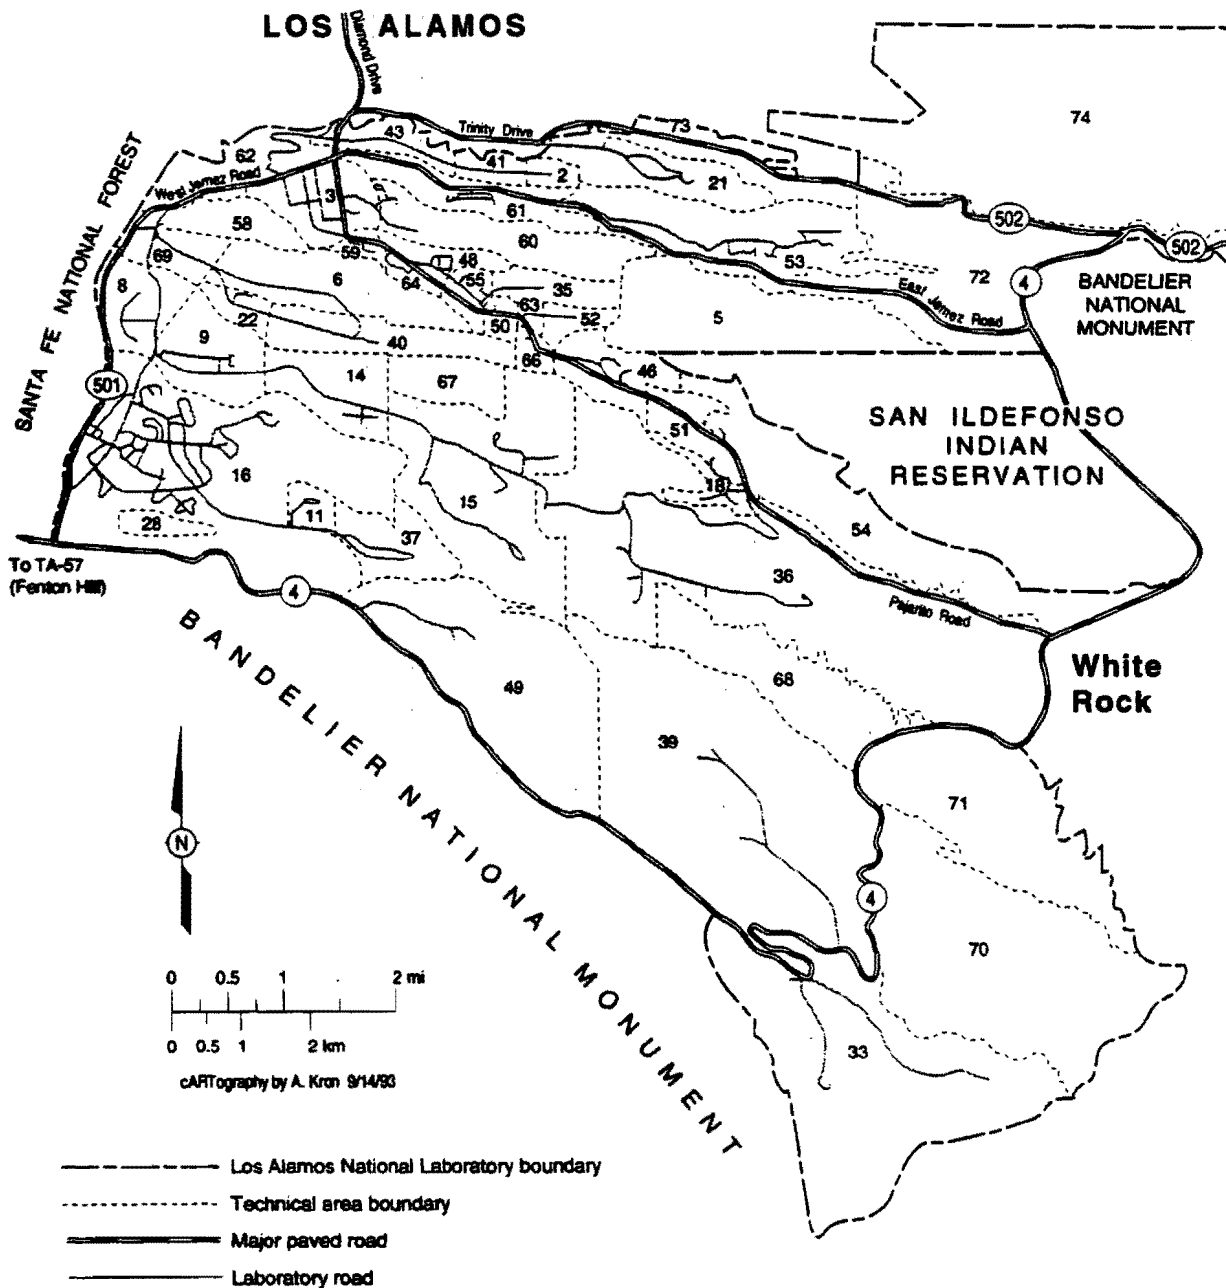 LOS ALAMOS
Diamond Drive
74
73
43
Trinity Drive
41
62
2
21
SANTA FE NATIONAL FOREST
West Jemez Road
3
61
58
502
60
502
59
48
53
69
72
8
6
64
55
35
4
BANDELIER
NATIONAL
MONUMENT
East Jemez Road
63
52
5
22
50
9
40
66
14
67
46
501
SAN ILDEFONSO
INDIAN
RESERVATION
51
16
18
15
11
28
37
54
To TA-57
(Fenton Hill)
36
4
Pajarito Road
BANDELIER NATIONAL MONUMENT
White
Rock
68
49
39
71
N
4
70
0 0.5 1 2 mi
0 0.5 1 2 km
33
cARTography by A. Kron 9/14/93
Los Alamos National Laboratory boundary
Technical area boundary
Major paved road
Laboratory road